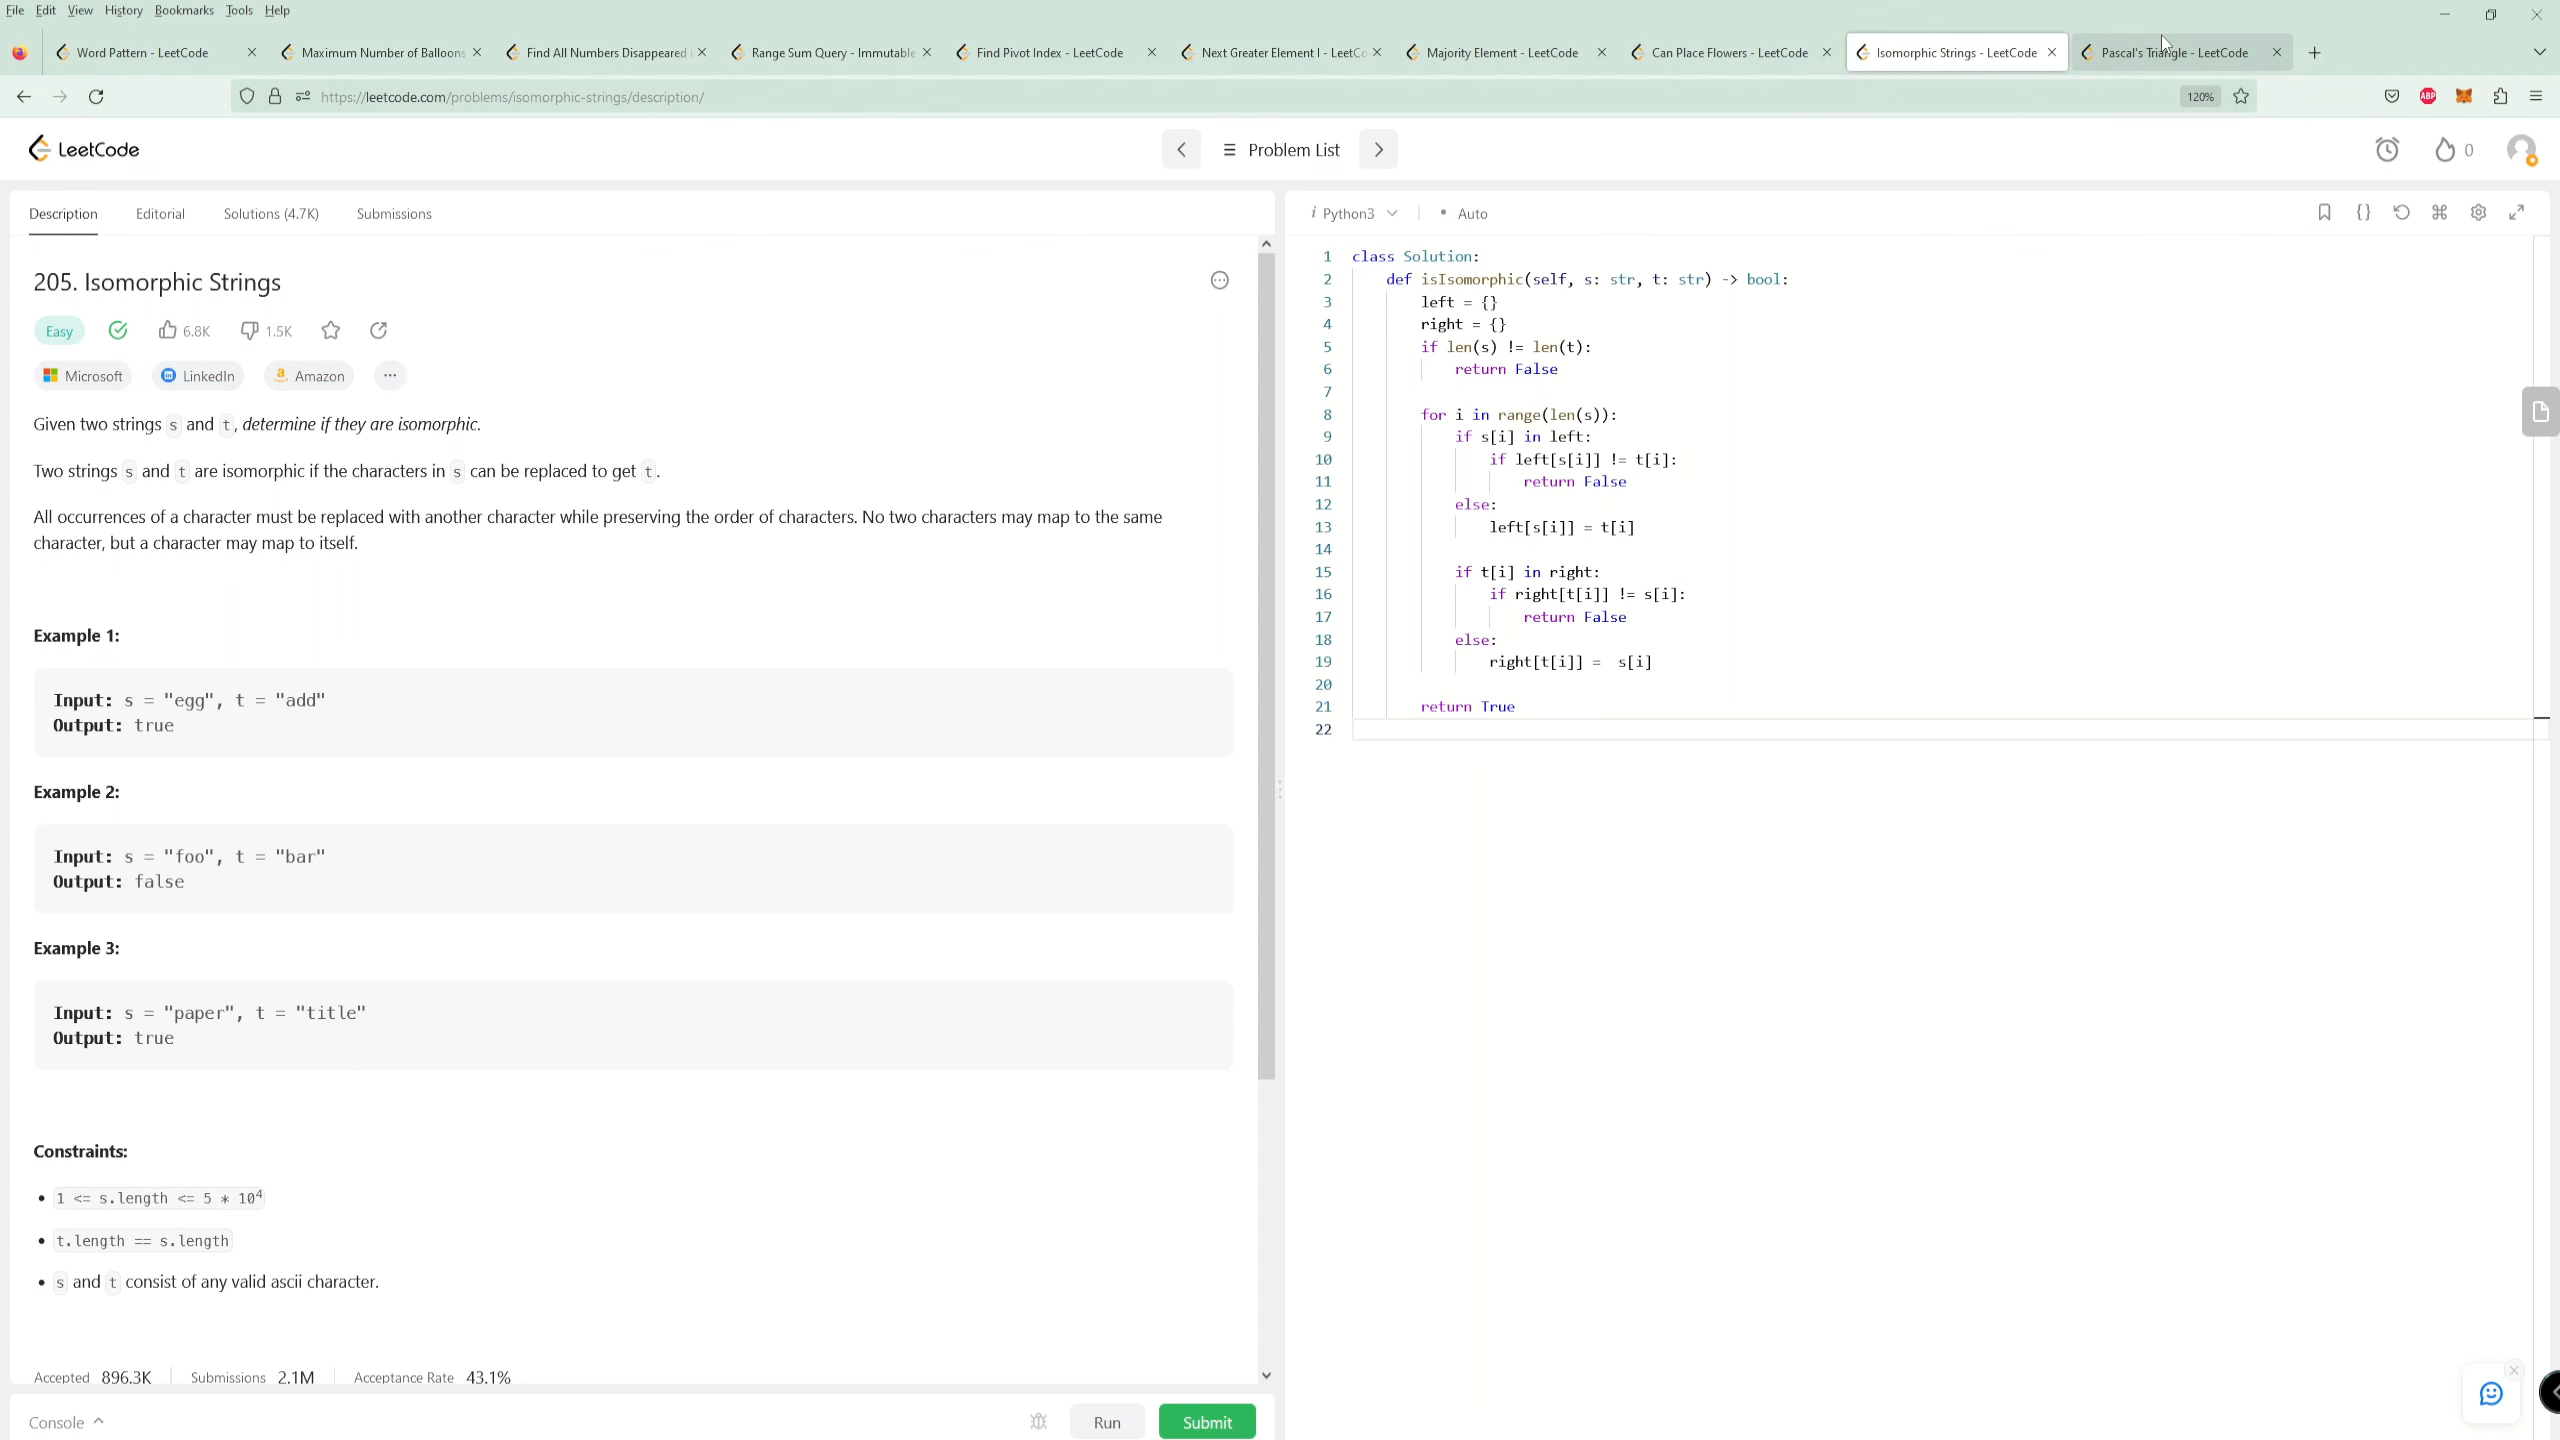 File Edit View History Bookmarks Tools Help
Word Pattern - LeetCode Maximum Number of Balloons Find All Numbers Disappeared Range Sum Query - Immutable Find Pivot Index - LeetCode Next Greater Element I - LeetCo Majority Element - LeetCode Can Place Flowers - LeetCode Isomorphic Strings - LeetCode Pascal's Triangle - LeetCode
https://leetcode.com/problems/isomorphic-strings/description/ 120% ABP
LeetCode Problem List 0
Description Editorial Solutions (4.7K) Submissions
205. Isomorphic Strings
Easy 6.8K 1.5K
Microsoft LinkedIn Amazon ...
Given two strings s and t, determine if they are isomorphic.
Two strings s and t are isomorphic if the characters in s can be replaced to get t.
All occurrences of a character must be replaced with another character while preserving the order of characters. No two characters may map to the same
character, but a character may map to itself.
Example 1:
Input: s = "egg", t = "add"
Output: true
Example 2:
Input: s = "foo", t = "bar"
Output: false
Example 3:
Input: s = "paper", t = "title"
Output: true
Constraints:
• 1 <= s.length <= 5 * 10⁴
• t.length == s.length
• s and t consist of any valid ascii character.
Accepted 896.3K Submissions 2.1M Acceptance Rate 43.1%
Console Run Submit
i Python3 • Auto {}
1 class Solution:
2     def isIsomorphic(self, s: str, t: str) -> bool:
3         left = {}
4         right = {}
5         if len(s) != len(t):
6             return False
7
8         for i in range(len(s)):
9             if s[i] in left:
10                if left[s[i]] != t[i]:
11                    return False
12            else:
13                left[s[i]] = t[i]
14
15            if t[i] in right:
16                if right[t[i]] != s[i]:
17                    return False
18            else:
19                right[t[i]] =  s[i]
20
21        return True
22